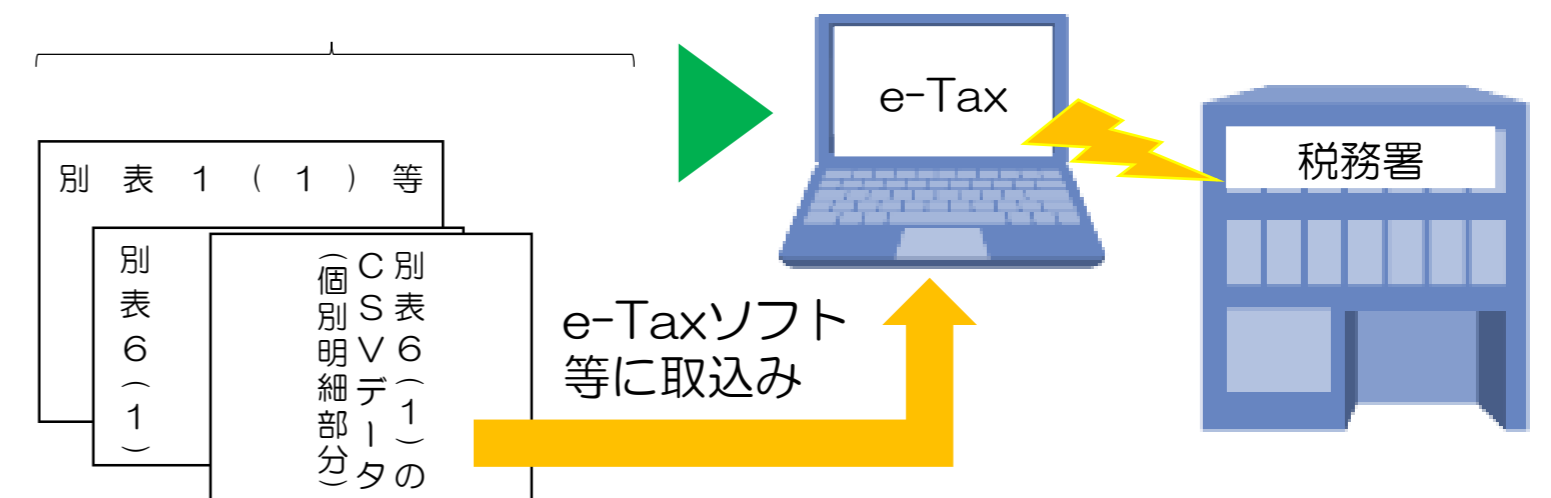 e-Tax
税務署
別表1(1)等
別表6(1)
別表6(1)の
CSVデータ
(個別明細部分)
e-Taxソフト
等に取込み